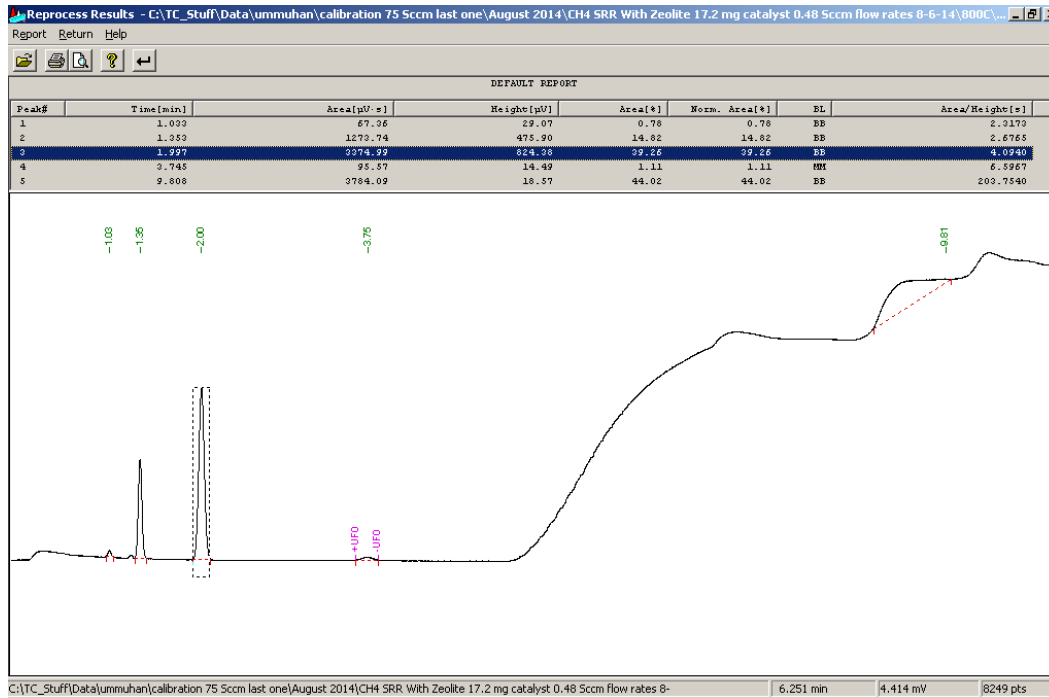 Reprocess Results - C:\TC_Stuff\Data\ummuhan\calibration 75 Sccm last one\August 2014\CH4 SRR With Zeolite 17.2 mg catalyst 0.48 Sccm flow rates 8-6-14\800C\...
Report Return Help
DEFAULT REPORT
Peak# Time[min] Area[µV·s] Height[µV] Area[%] Norm. Area[%] BL Area/Height[s]
1 1.033 67.36 29.07 0.78 0.78 BB 2.3173
2 1.353 1273.74 475.90 14.82 14.82 BB 2.6765
3 1.997 3374.99 824.38 39.26 39.26 BB 4.0940
4 3.745 95.57 14.49 1.11 1.11 MM 6.5967
5 9.808 3784.09 18.57 44.02 44.02 BB 203.7540
-1.03 -1.35 -2.00 -3.75 -9.81
+UFO -UFO
C:\TC_Stuff\Data\ummuhan\calibration 75 Sccm last one\August 2014\CH4 SRR With Zeolite 17.2 mg catalyst 0.48 Sccm flow rates 8- 6.251 min 4.414 mV 8249 pts